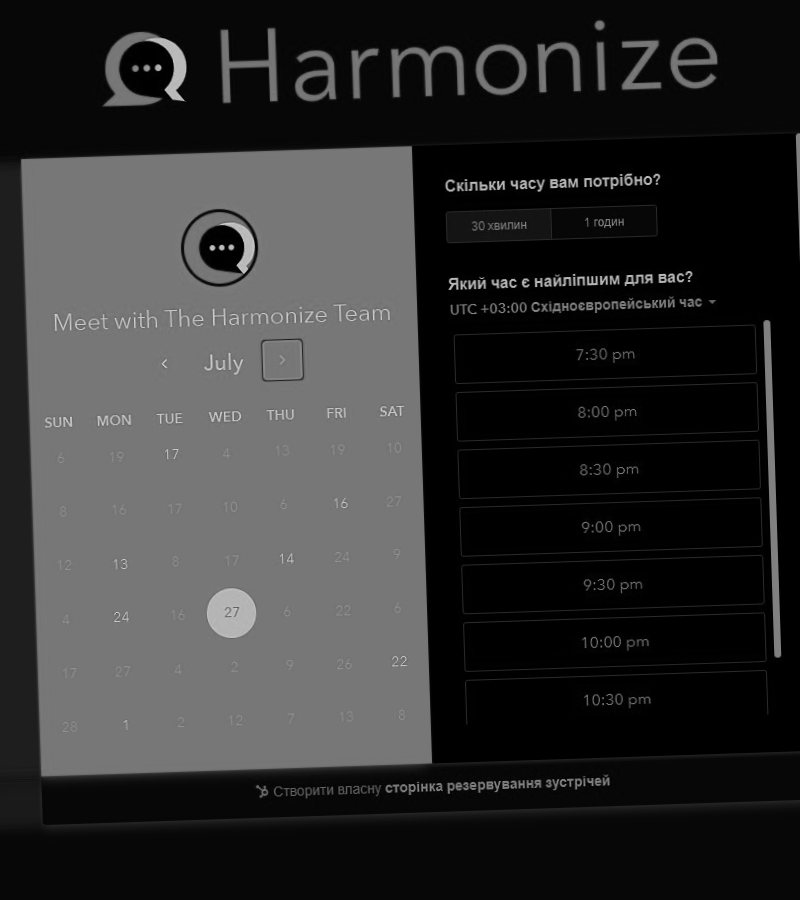 Harmonize
Meet with The Harmonize Team
July
SUN MON TUE WED THU FRI SAT
6 19 17 4 13 19 10
8 16 17 10 6 16 27
12 13 8 17 14 24 9
4 24 16 27 6 22 6
17 27 4 2 9 26 22
28 1 2 12 7 13 8
Скільки часу вам потрібно?
30 хвилин 1 годин
Який час є найліпшим для вас?
UTC +03:00 Східноєвропейський час
7:30 pm
8:00 pm
8:30 pm
9:00 pm
9:30 pm
10:00 pm
10:30 pm
Створити власну сторінка резервування зустрічей